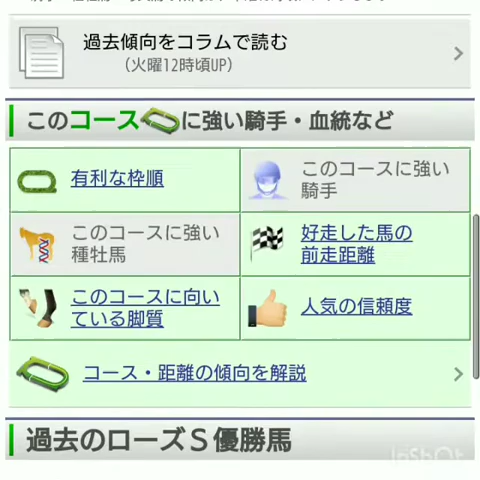 過去傾向をコラムで読む
(火曜12時頃UP)
このコースに強い騎手・血統など
有利な枠順
このコースに強い
騎手
このコースに強い
種牡馬
好走した馬の
前走距離
このコースに向い
ている脚質
人気の信頼度
コース・距離の傾向を解説
過去のローズS優勝馬
InShOt